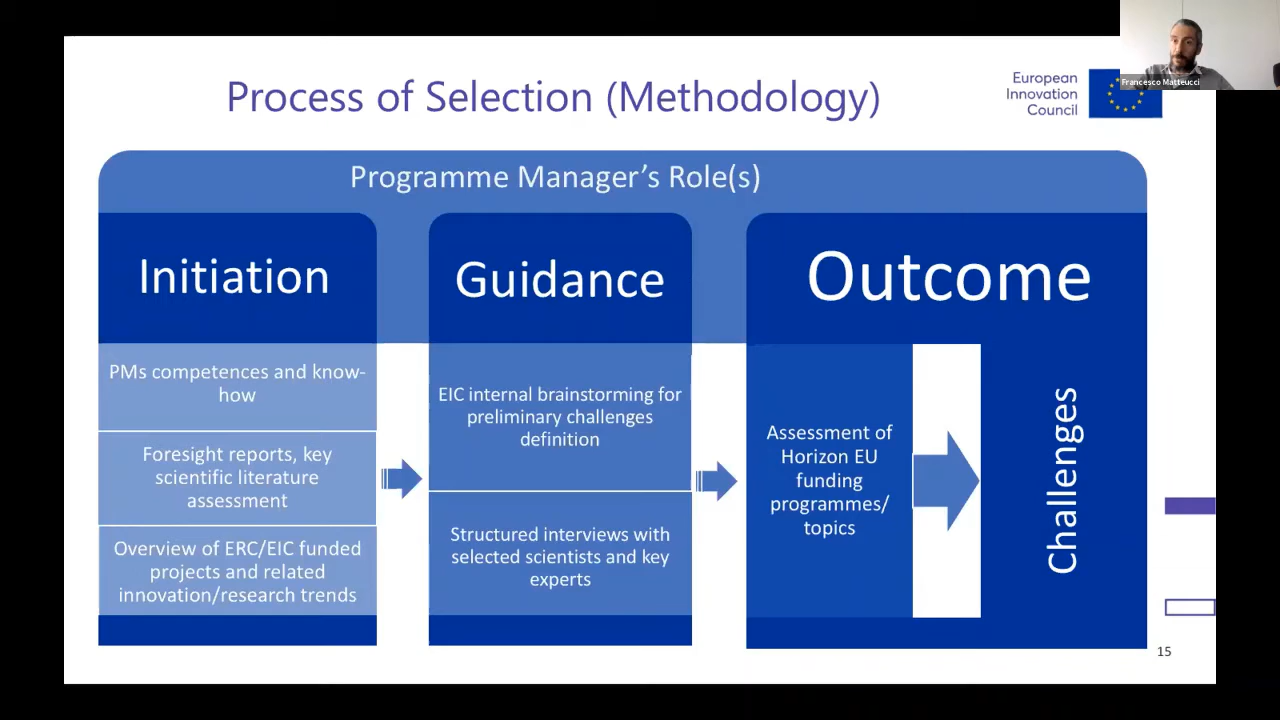 Process of Selection (Methodology)
European
Innovation
Council
Francesco Matteucci
Programme Manager's Role(s)
Initiation
PMs competences and know-
how
Foresight reports, key
scientific literature
assessment
Overview of ERC/EIC funded
projects and related
innovation/research trends
Guidance
EIC internal brainstorming for
preliminary challenges
definition
Structured interviews with
selected scientists and key
experts
Outcome
Assessment of
Horizon EU
funding
programmes/
topics
Challenges
15